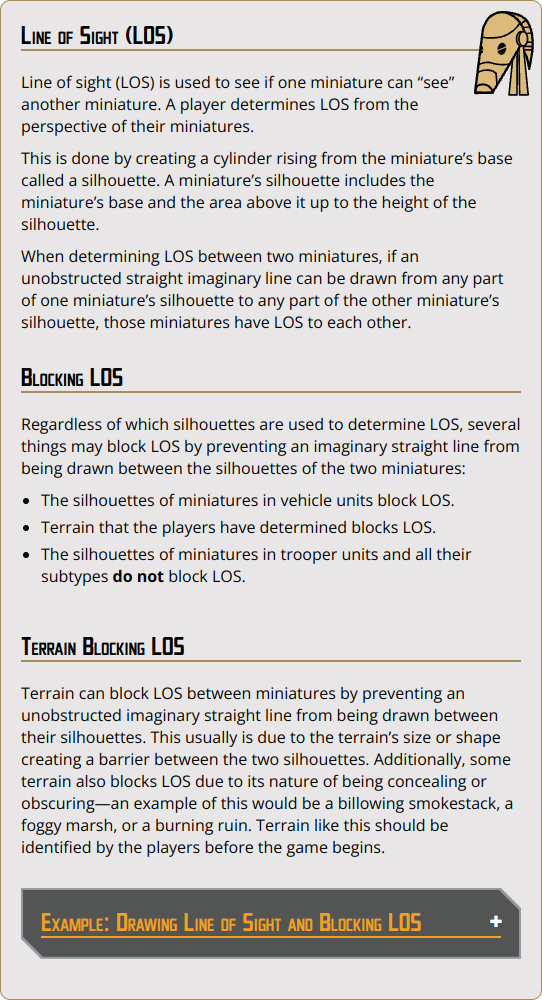 Line of Sight (LOS)
Line of sight (LOS) is used to see if one miniature can “see”
another miniature. A player determines LOS from the
perspective of their miniatures.
This is done by creating a cylinder rising from the miniature’s base
called a silhouette. A miniature’s silhouette includes the
miniature’s base and the area above it up to the height of the
silhouette.
When determining LOS between two miniatures, if an
unobstructed straight imaginary line can be drawn from any part
of one miniature’s silhouette to any part of the other miniature’s
silhouette, those miniatures have LOS to each other.
Blocking LOS
Regardless of which silhouettes are used to determine LOS, several
things may block LOS by preventing an imaginary straight line from
being drawn between the silhouettes of the two miniatures:
• The silhouettes of miniatures in vehicle units block LOS.
• Terrain that the players have determined blocks LOS.
• The silhouettes of miniatures in trooper units and all their
subtypes do not block LOS.
Terrain Blocking LOS
Terrain can block LOS between miniatures by preventing an
unobstructed imaginary straight line from being drawn between
their silhouettes. This usually is due to the terrain’s size or shape
creating a barrier between the two silhouettes. Additionally, some
terrain also blocks LOS due to its nature of being concealing or
obscuring—an example of this would be a billowing smokestack, a
foggy marsh, or a burning ruin. Terrain like this should be
identified by the players before the game begins.
Example: Drawing Line of Sight and Blocking LOS +